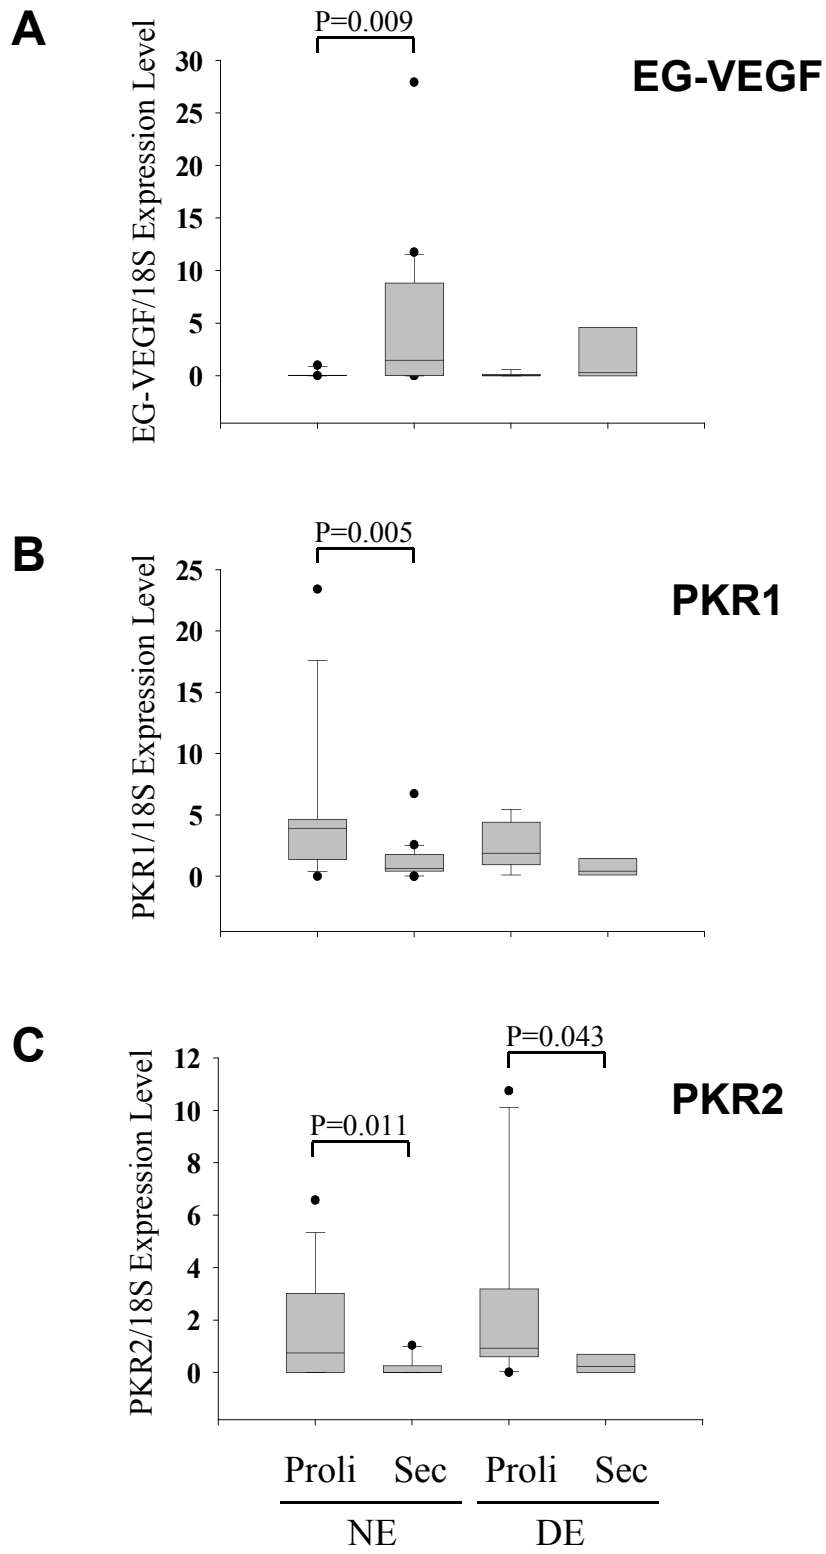 A
P=0.009
EG-VEGF
EG-VEGF/18S Expression Level
30
25
20
15
10
5
0
B
P=0.005
PKR1
PKR1/18S Expression Level
25
20
15
10
5
0
C
P=0.043
P=0.011
PKR2
PKR2/18S Expression Level
12
10
8
6
4
2
0
Proli Sec Proli Sec
NE DE